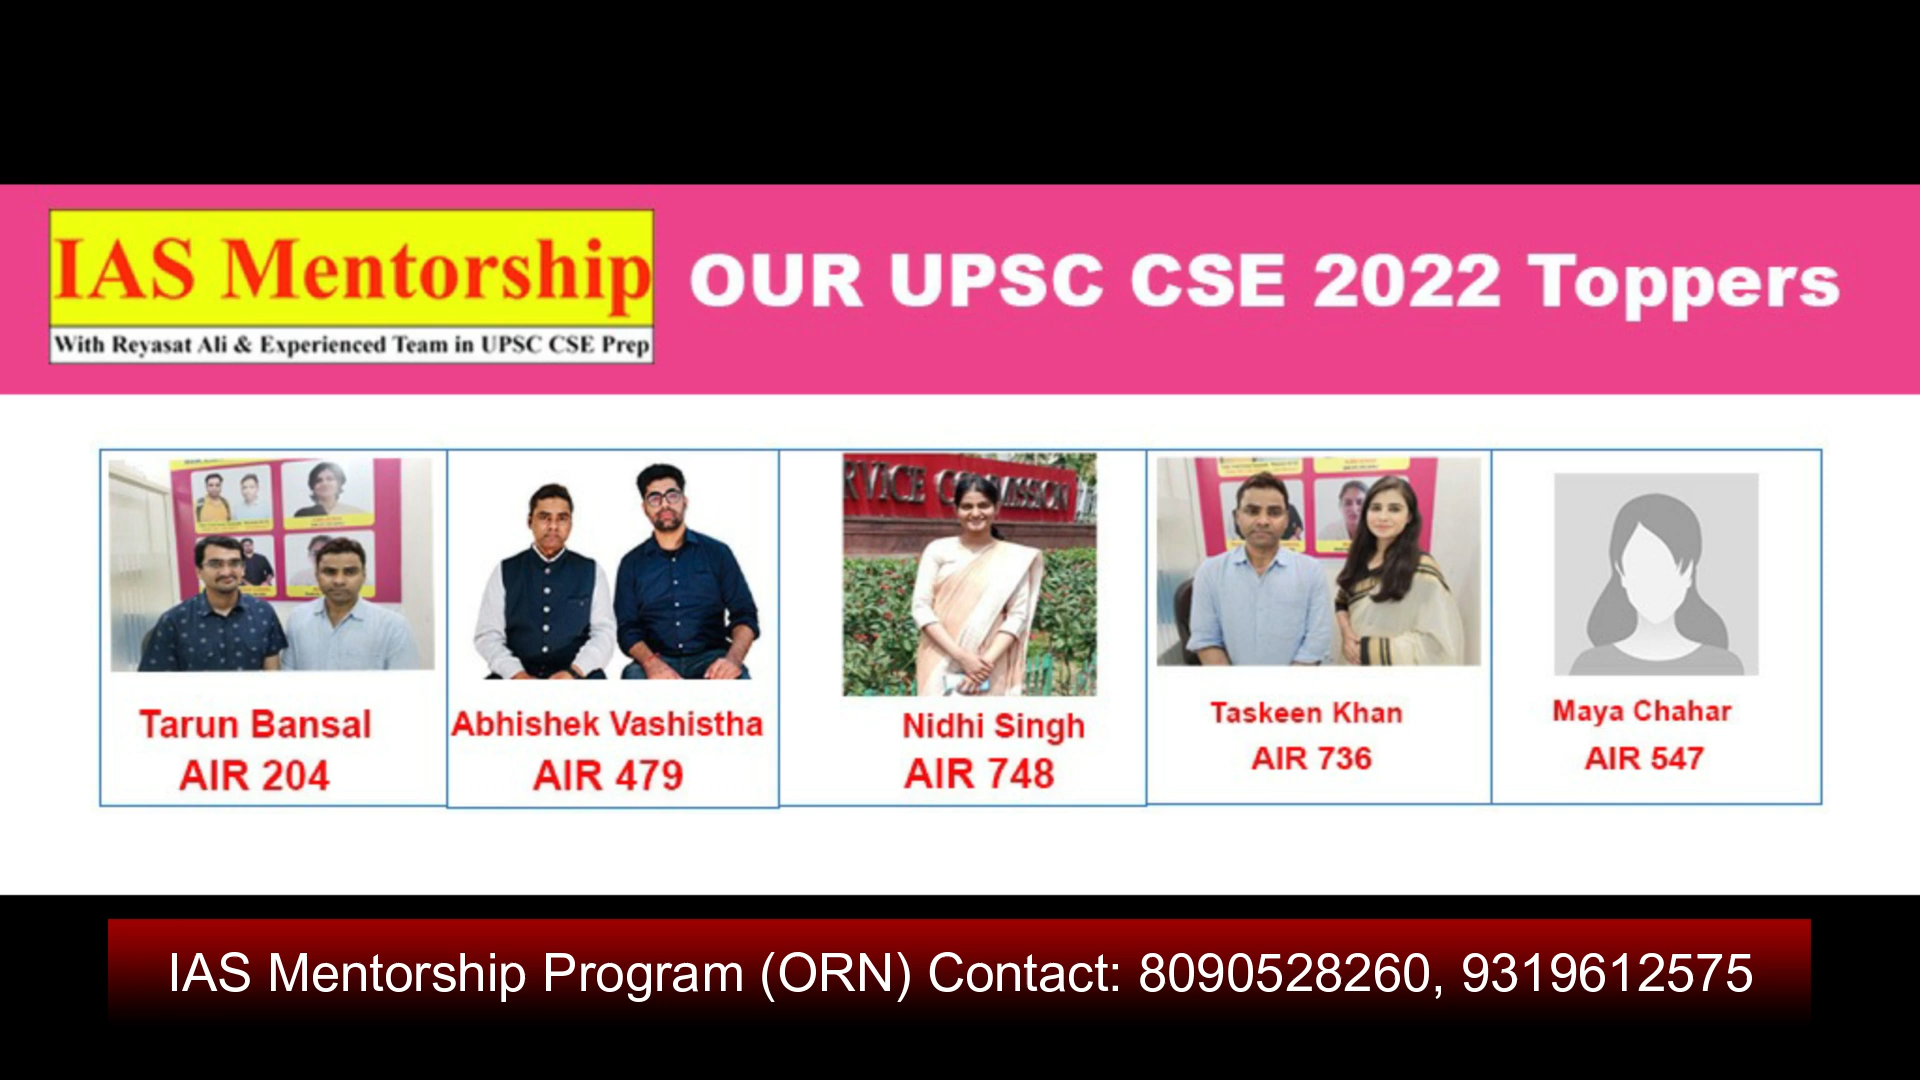 IAS Mentorship
With Reyasat Ali & Experienced Team in UPSC CSE Prep
OUR UPSC CSE 2022 Toppers
RVICE COMMISSION
Tarun Bansal
AIR 204
Abhishek Vashistha
AIR 479
Nidhi Singh
AIR 748
Taskeen Khan
AIR 736
Maya Chahar
AIR 547
IAS Mentorship Program (ORN) Contact: 8090528260, 9319612575